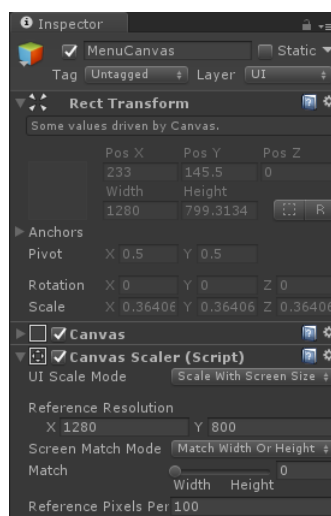 Inspector
MenuCanvas Static
Tag Untagged Layer UI
Rect Transform
Some values driven by Canvas.
Pos X Pos Y Pos Z
233 145.5 0
Width Height
1280 799.3134 R
Anchors
Pivot X 0.5 Y 0.5
Rotation X 0 Y 0 Z 0
Scale X 0.36406 Y 0.36406 Z 0.36406
Canvas
Canvas Scaler (Script)
UI Scale Mode Scale With Screen Size
Reference Resolution
X 1280 Y 800
Screen Match Mode Match Width Or Height
Match 0
Width Height
Reference Pixels Per 100